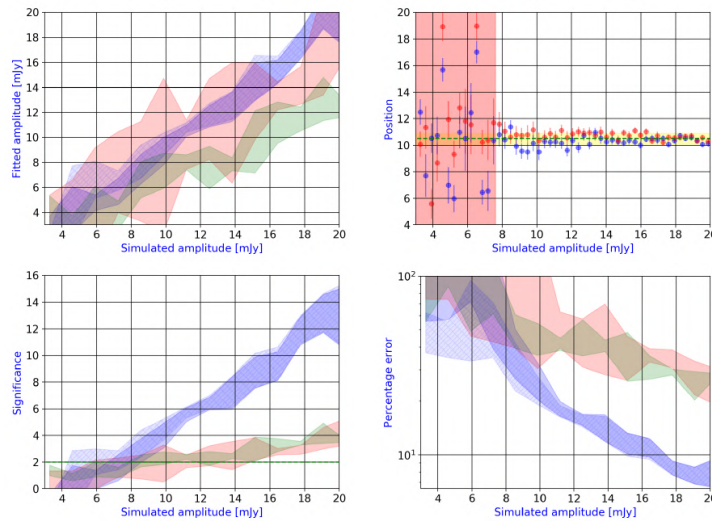 20
18
16
14
12
10
8
6
4
Fitted amplitude [mJy]
4 6 8 10 12 14 16 18 20
Simulated amplitude [mJy]
20
18
16
14
12
10
8
6
4
Position
4 6 8 10 12 14 16 18 20
Simulated amplitude [mJy]
16
14
12
10
8
6
4
2
0
Significance
4 6 8 10 12 14 16 18 20
Simulated amplitude [mJy]
10²
10¹
Percentage error
4 6 8 10 12 14 16 18 20
Simulated amplitude [mJy]